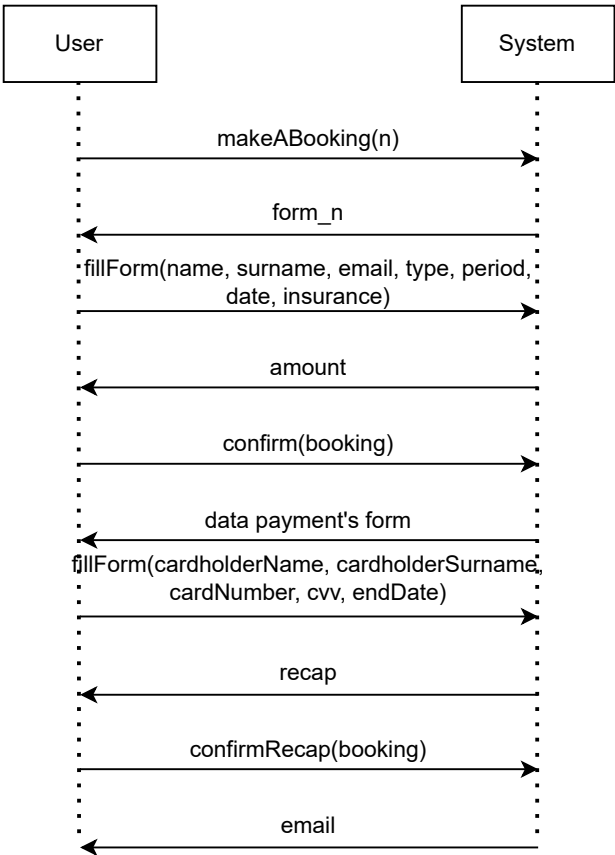 User
System
makeABooking(n)
form_n
fillForm(name, surname, email, type, period,
date, insurance)
amount
confirm(booking)
data payment's form
fillForm(cardholderName, cardholderSurname,
cardNumber, cvv, endDate)
recap
confirmRecap(booking)
email